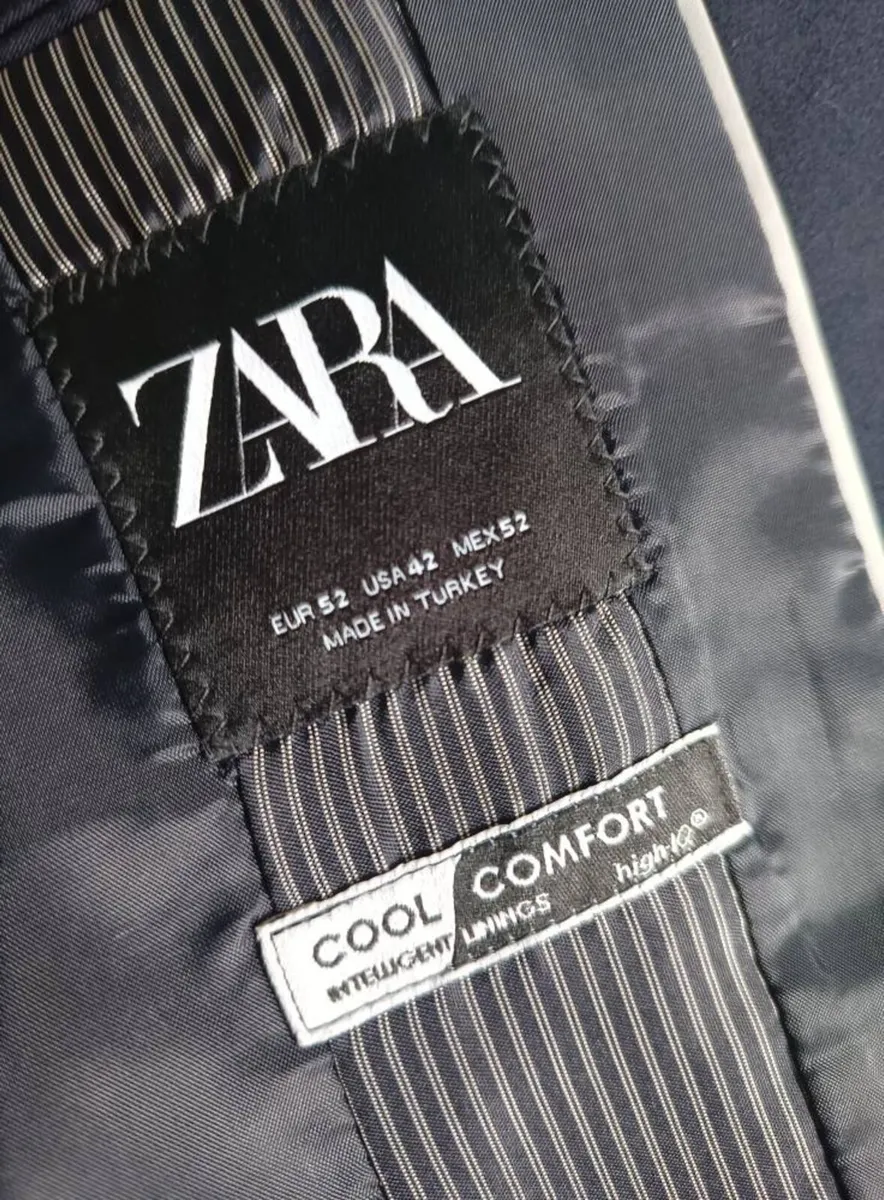 ZARA
EUR 52 USA 42 MEX 52
MADE IN TURKEY
COOL COMFORT
INTELLIGENT LININGS high-IQ®